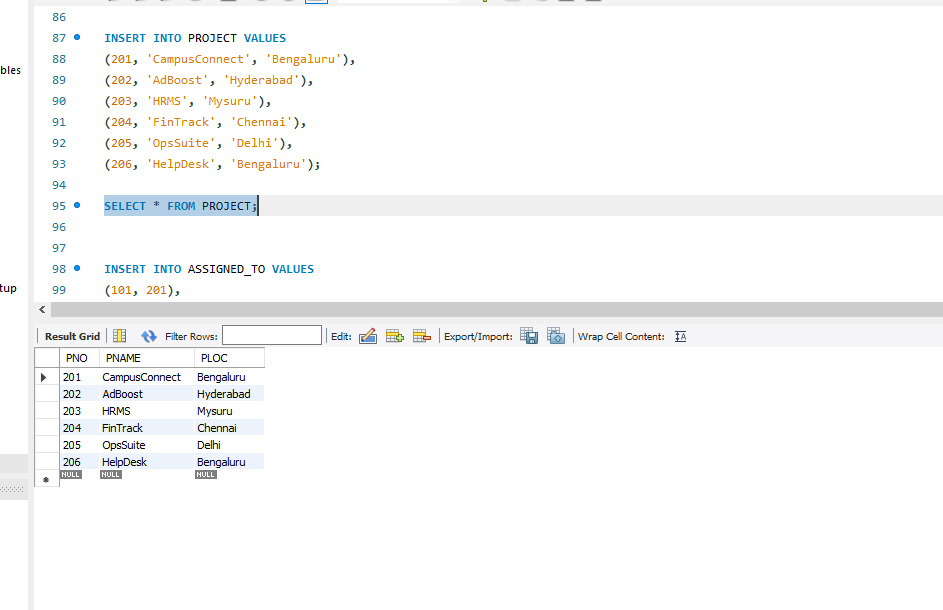 86
87 INSERT INTO PROJECT VALUES
88 (201, 'CampusConnect', 'Bengaluru'),
bles
89 (202, 'AdBoost', 'Hyderabad'),
90 (203, 'HRMS', 'Mysuru'),
91 (204, 'FinTrack', 'Chennai'),
92 (205, 'OpsSuite', 'Delhi'),
93 (206, 'HelpDesk', 'Bengaluru');
94
95 SELECT * FROM PROJECT;
96
97
98 INSERT INTO ASSIGNED_TO VALUES
tup
99 (101, 201),
Result Grid Filter Rows: Edit: Export/Import: Wrap Cell Content: IA
PNO PNAME PLOC
201 CampusConnect Bengaluru
202 AdBoost Hyderabad
203 HRMS Mysuru
204 FinTrack Chennai
205 OpsSuite Delhi
206 HelpDesk Bengaluru
NULL NULL NULL